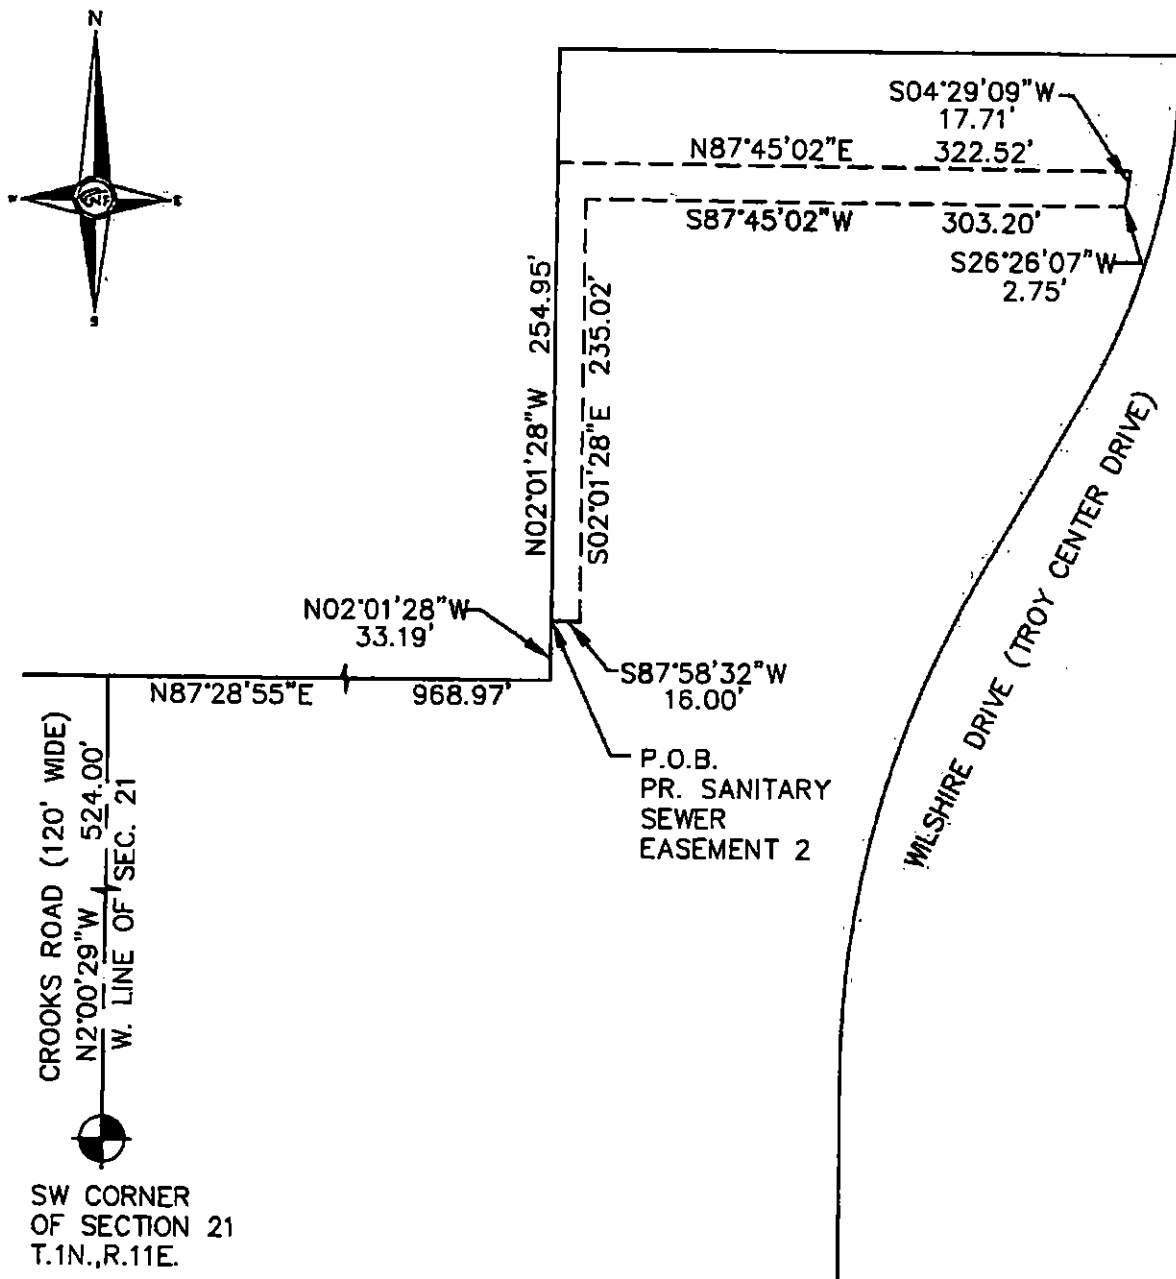 N
W
E
S
S04°29'09"W
17.71'
N87°45'02"E 322.52'
S87°45'02"W 303.20'
S26°26'07"W
2.75'
N02°01'28"W 254.95'
S02°01'28"E 235.02'
N02°01'28"W
33.19'
S87°58'32"W
16.00'
N87°28'55"E 968.97'
P.O.B.
PR. SANITARY
SEWER
EASEMENT 2
CROOKS ROAD (120' WIDE)
N2°00'29"W 524.00'
W. LINE OF SEC. 21
WILSHIRE DRIVE (TROY CENTER DRIVE)
SW CORNER
OF SECTION 21
T.1N.,R.11E.